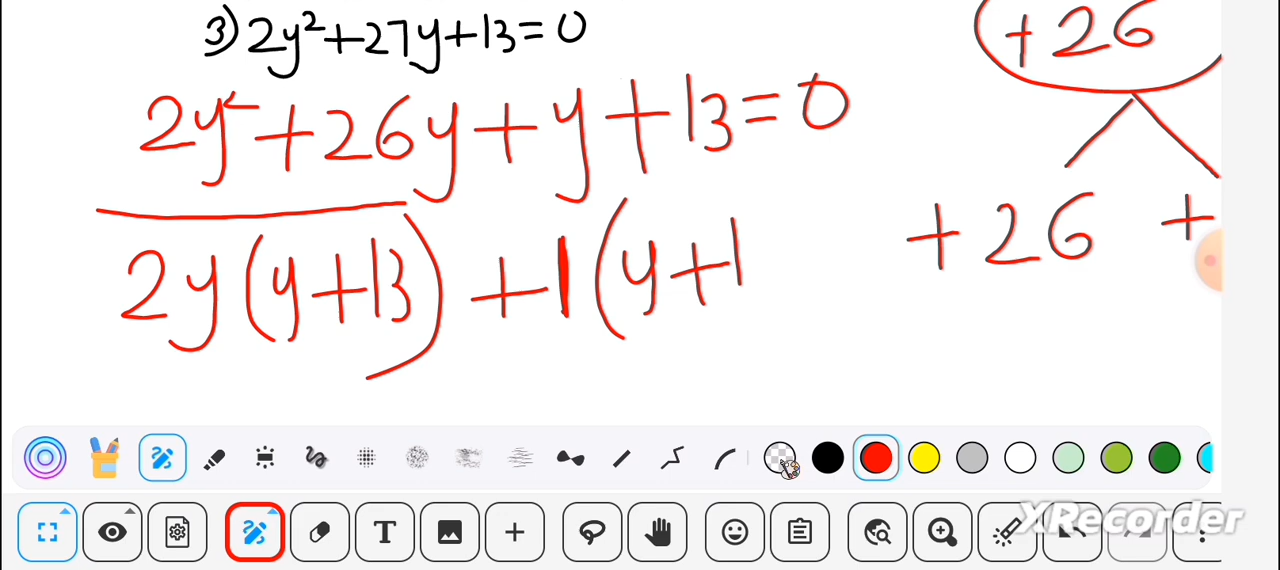 3) 2y²+27y+13=0
+26
2y²+26y+y+13=0
+26 +
2y(y+13)+1(y+1
T
XRecorder